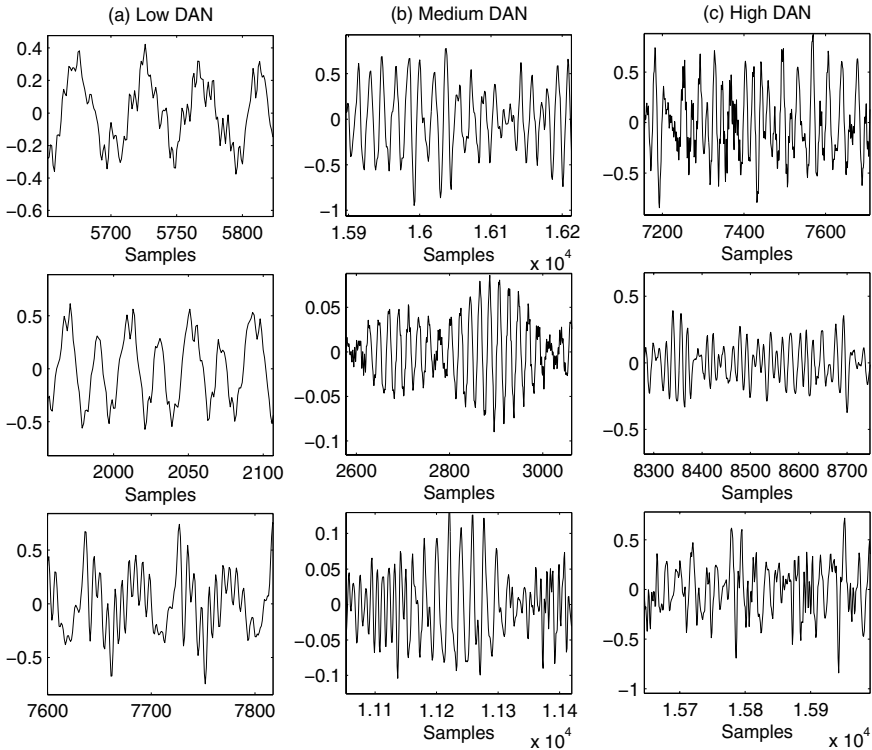 (a) Low DAN
(b) Medium DAN
(c) High DAN
0.4
0.2
0
−0.2
−0.4
−0.6
5700 5750 5800
Samples
0.5
0
−0.5
−1
1.59 1.6 1.61 1.62
Samples
x 10^4
0.5
0
−0.5
7200 7400 7600
Samples
0.5
0
−0.5
2000 2050 2100
Samples
0.05
0
−0.05
−0.1
2600 2800 3000
Samples
0.5
0
−0.5
8300 8400 8500 8600 8700
Samples
0.5
0
−0.5
7600 7700 7800
Samples
0.1
0.05
0
−0.05
−0.1
1.11 1.12 1.13 1.14
Samples
x 10^4
0.5
0
−0.5
−1
1.57 1.58 1.59
Samples
x 10^4